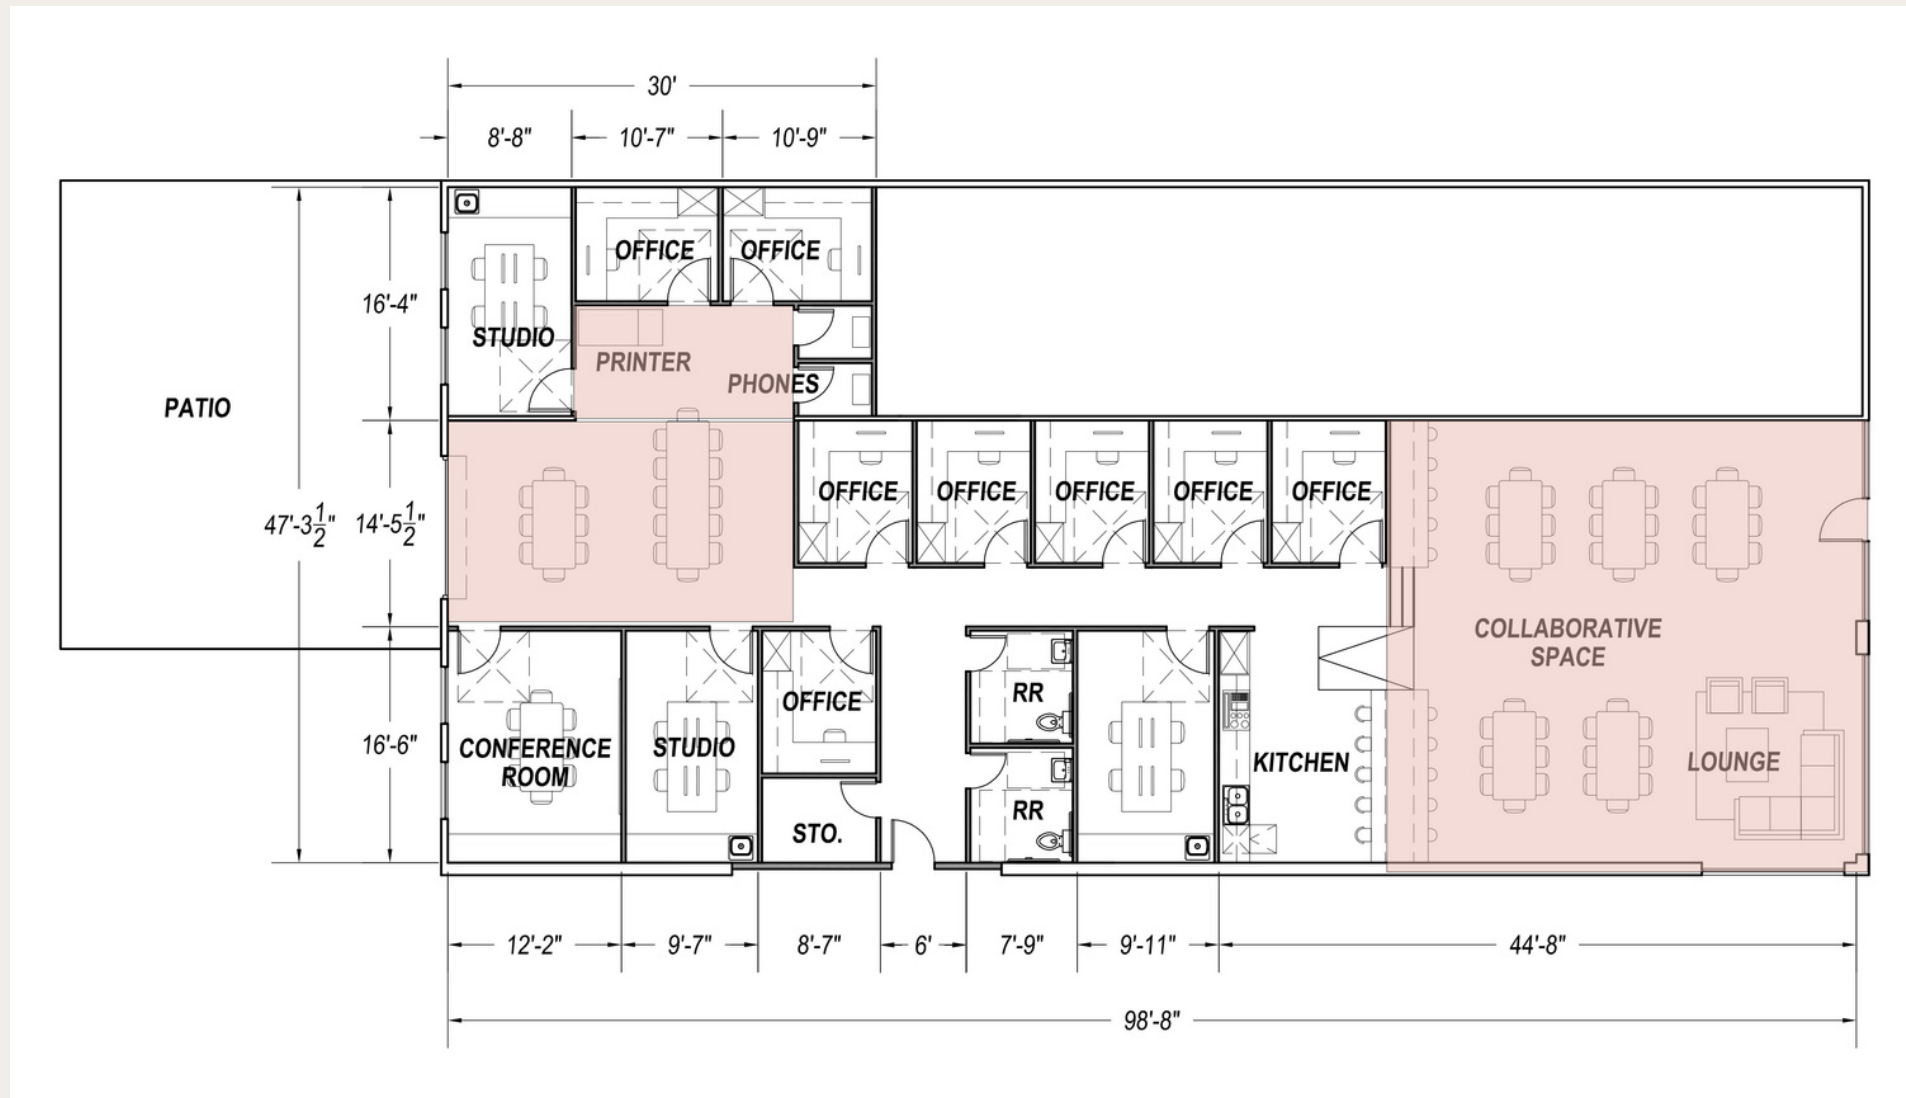 30'
8'-8"
10'-7"
10'-9"
OFFICE
OFFICE
16'-4"
STUDIO
PRINTER
PHONES
PATIO
47'-3 1/2"
14'-5 1/2"
OFFICE
OFFICE
OFFICE
OFFICE
OFFICE
COLLABORATIVE
SPACE
16'-6"
CONFERENCE
ROOM
STUDIO
OFFICE
STO.
RR
RR
KITCHEN
LOUNGE
12'-2"
9'-7"
8'-7"
6'
7'-9"
9'-11"
44'-8"
98'-8"